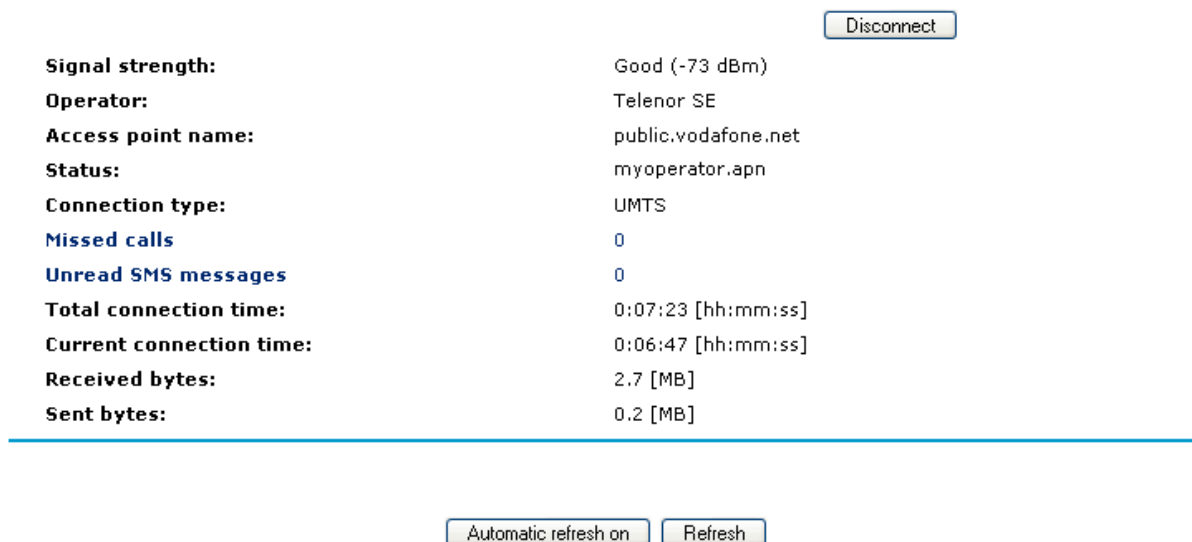 Disconnect
Signal strength: Good (-73 dBm)
Operator: Telenor SE
Access point name: public.vodafone.net
Status: myoperator.apn
Connection type: UMTS
Missed calls 0
Unread SMS messages 0
Total connection time: 0:07:23 [hh:mm:ss]
Current connection time: 0:06:47 [hh:mm:ss]
Received bytes: 2.7 [MB]
Sent bytes: 0.2 [MB]
Automatic refresh on Refresh